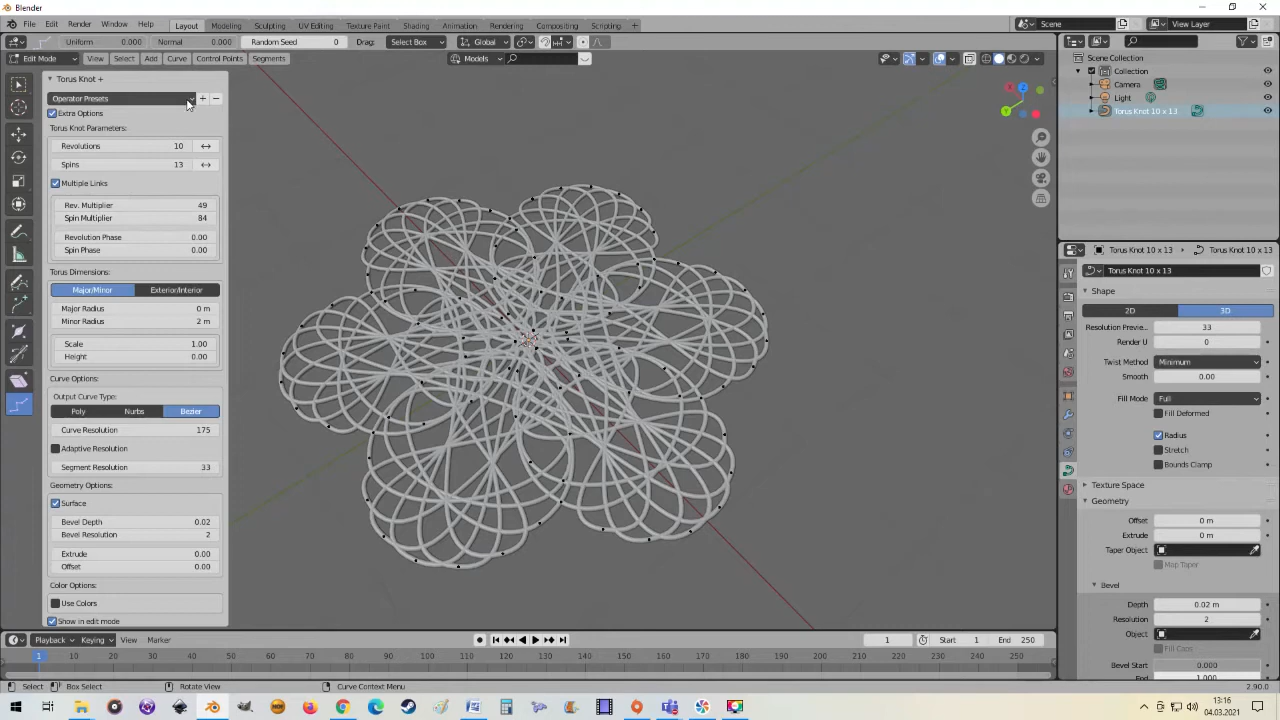 Blender
File Edit Render Window Help Layout Modeling Sculpting UV Editing Texture Paint Shading Animation Rendering Compositing Scripting + Scene View Layer
Uniform 0.000 Normal 0.000 Random Seed 0 Drag: Select Box Global
Edit Mode View Select Add Curve Control Points Segments Models
Torus Knot +
Operator Presets
Extra Options
Torus Knot Parameters:
Revolutions 10
Spins 13
Multiple Links
Rev. Multiplier 49
Spin Multiplier 84
Revolution Phase 0.00
Spin Phase 0.00
Torus Dimensions:
Major/Minor Exterior/Interior
Major Radius 0 m
Minor Radius 2 m
Scale 1.00
Height 0.00
Curve Options:
Output Curve Type:
Poly Nurbs Bezier
Curve Resolution 175
Adaptive Resolution
Segment Resolution 33
Geometry Options:
Surface
Bevel Depth 0.02
Bevel Resolution 2
Extrude 0.00
Offset 0.00
Color Options:
Use Colors
Show in edit mode
Z
Y
Scene Collection
Collection
Camera
Light
Torus Knot 10 x 13
Torus Knot 10 x 13 Torus Knot 10 x 13
Torus Knot 10 x 13
Shape
2D 3D
Resolution Previe... 33
Render U 0
Twist Method Minimum
Smooth 0.00
Fill Mode Full
Fill Deformed
Radius
Stretch
Bounds Clamp
Texture Space
Geometry
Offset 0 m
Extrude 0 m
Taper Object
Map Taper
Bevel
Depth 0.02 m
Resolution 2
Object
Fill Caps
Bevel Start 0.000
End 1.000
Playback Keying View Marker 1 Start 1 End 250
1 10 20 30 40 50 60 70 80 90 100 110 120 130 140 150 160 170 180 190 200 210 220 230 240 250
Select Box Select Rotate View Curve Context Menu 2.90.0
13:16
04.03.2021